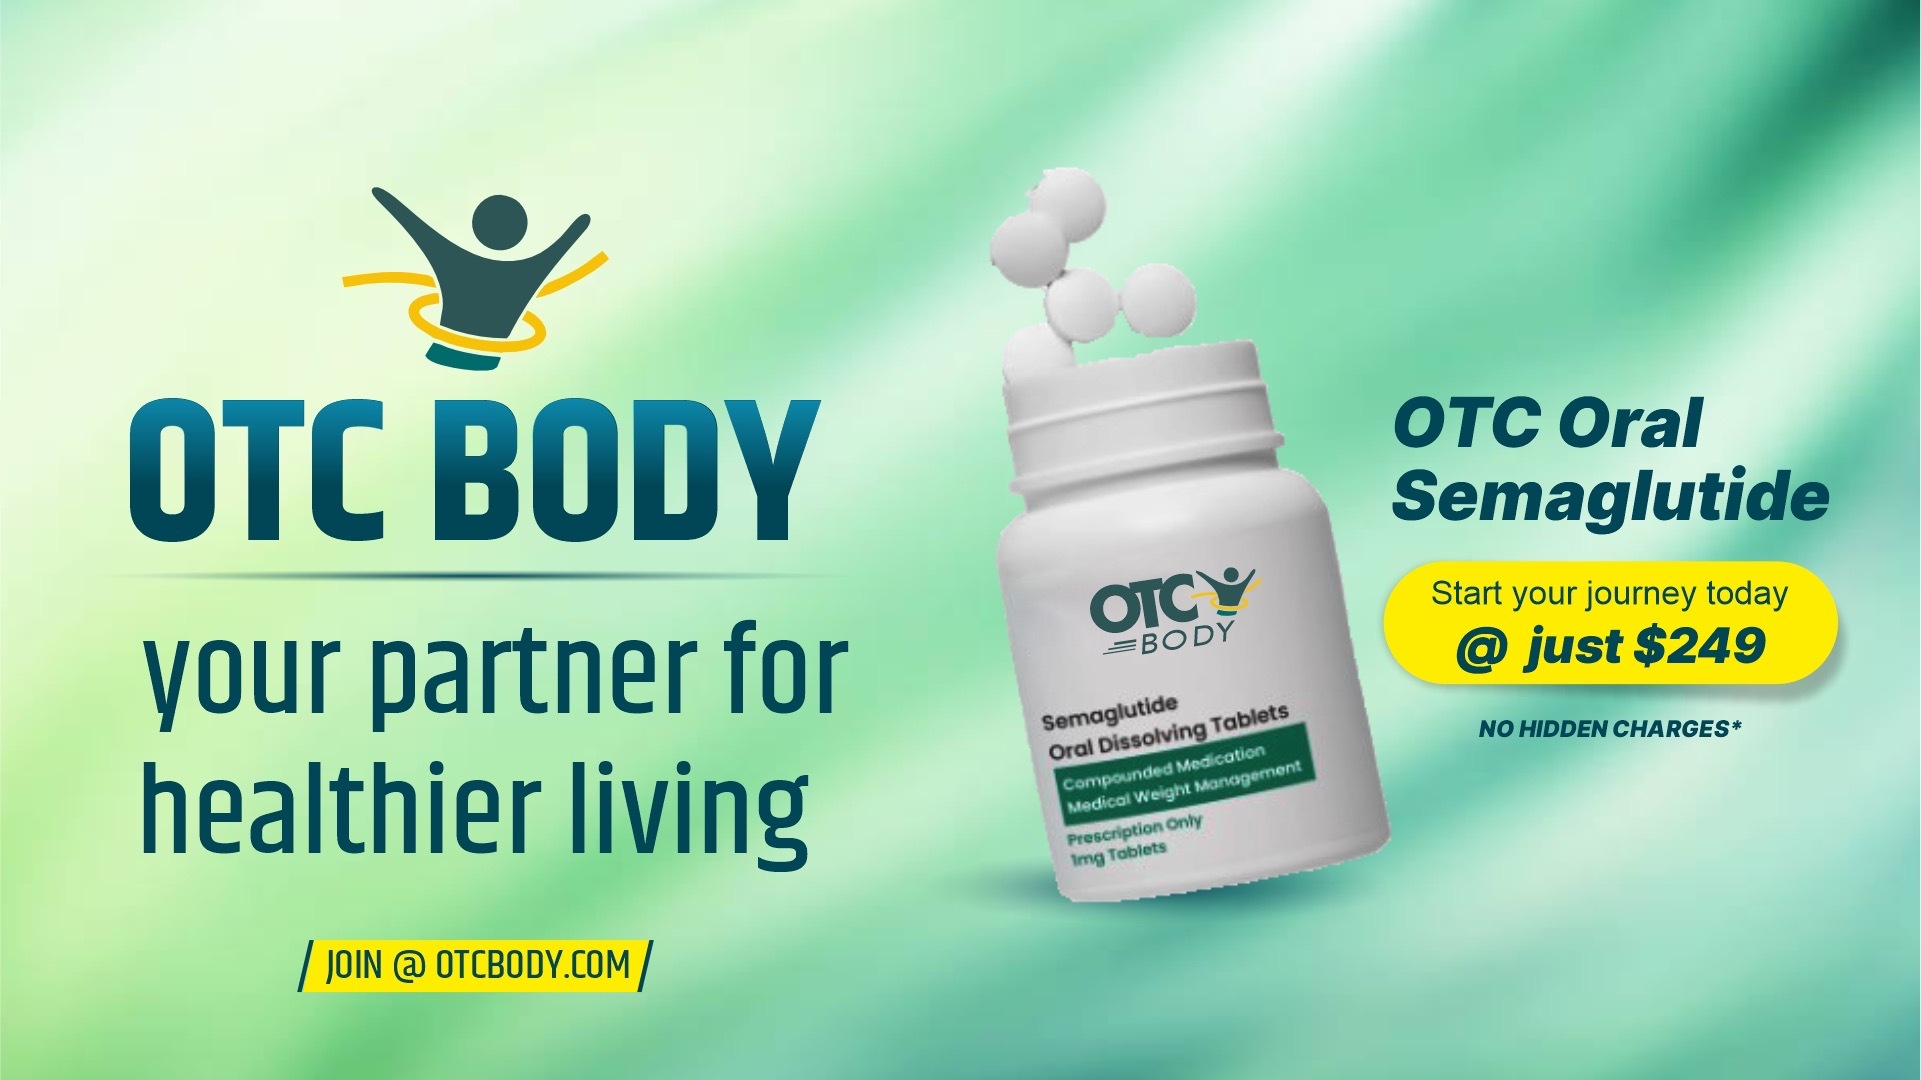 OTC BODY
your partner for
healthier living
JOIN @ OTCBODY.COM
OTC
BODY
Semaglutide
Oral Dissolving Tablets
Compounded Medication
Medical Weight Management
Prescription Only
1mg Tablets
OTC Oral
Semaglutide
Start your journey today
@ just $249
NO HIDDEN CHARGES*